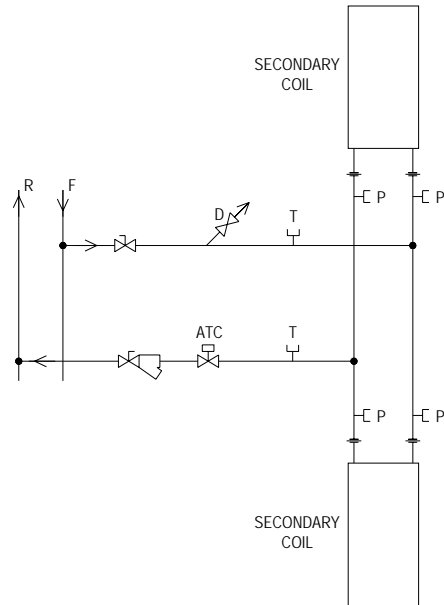 SECONDARY
COIL
R F
P P
D T
ATC T
P P
SECONDARY
COIL